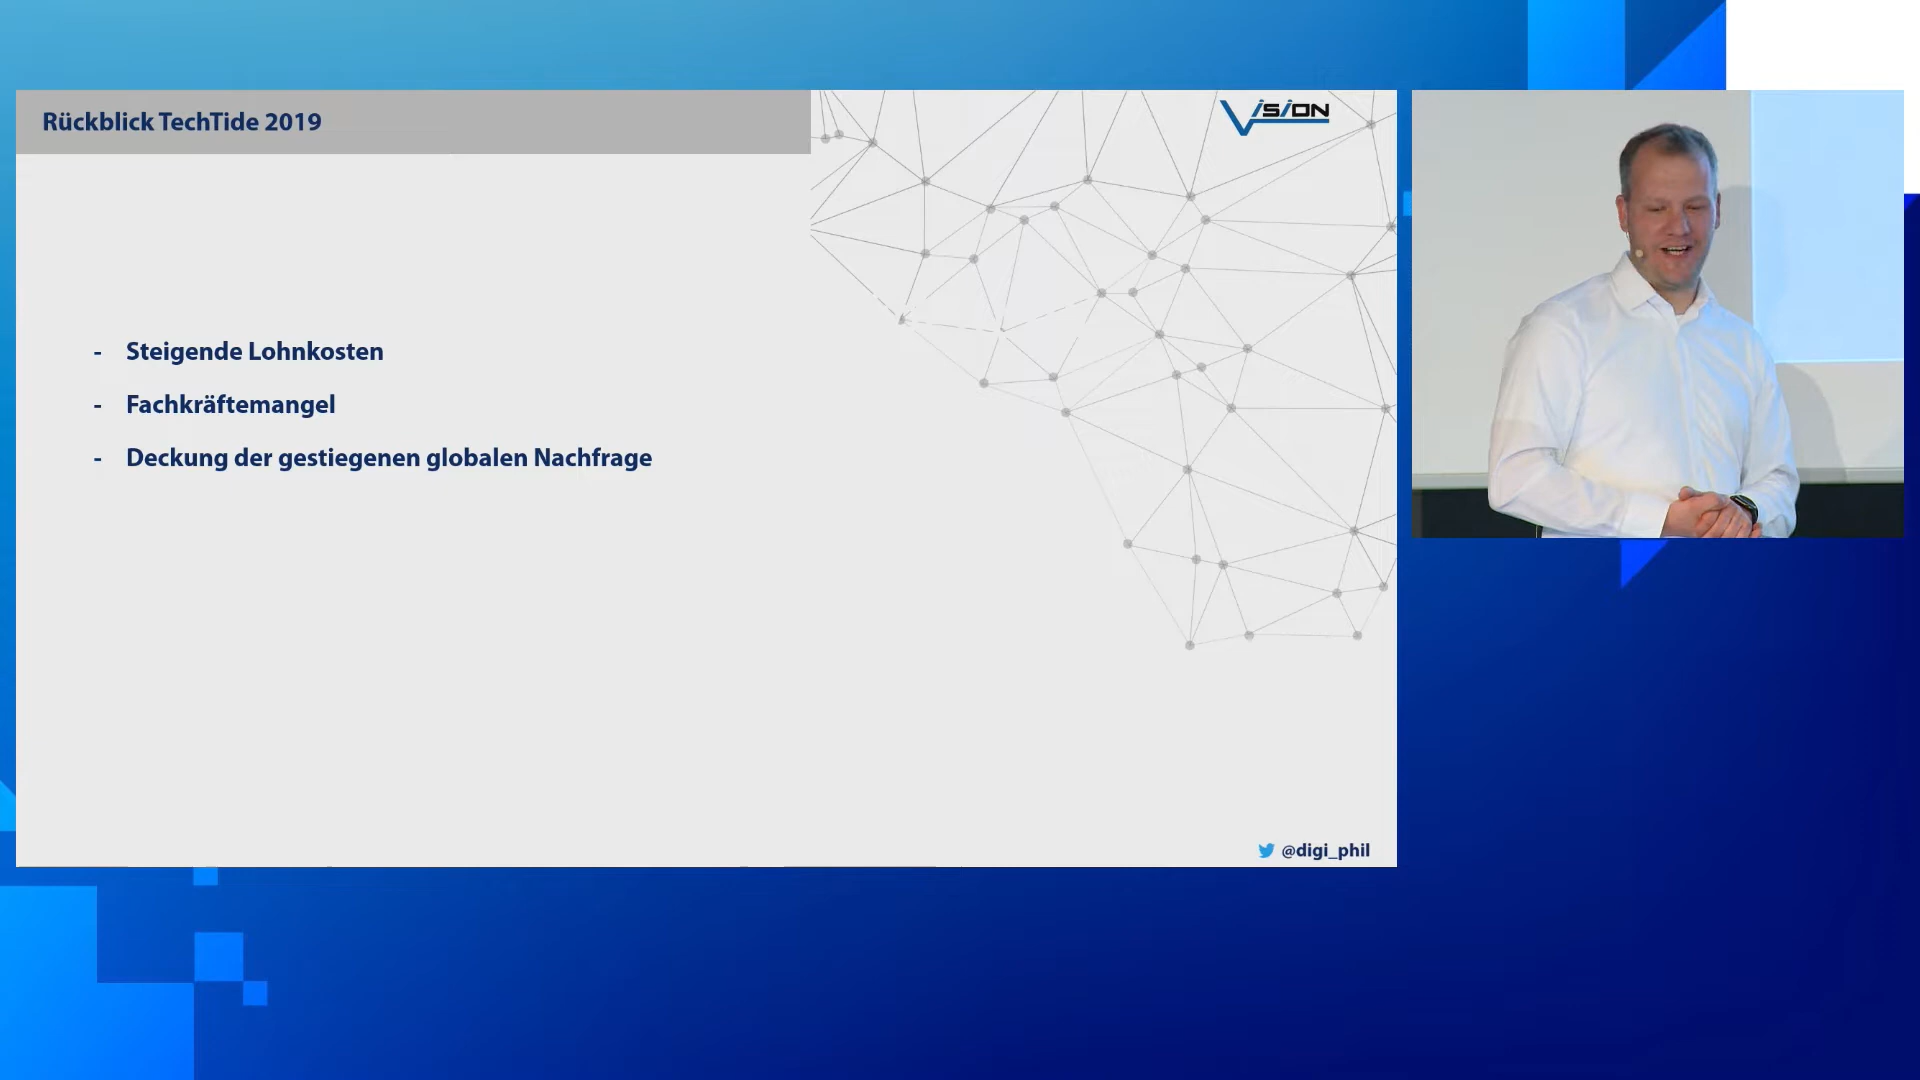 Rückblick TechTide 2019
VISION
- Steigende Lohnkosten
- Fachkräftemangel
- Deckung der gestiegenen globalen Nachfrage
@digi_phil